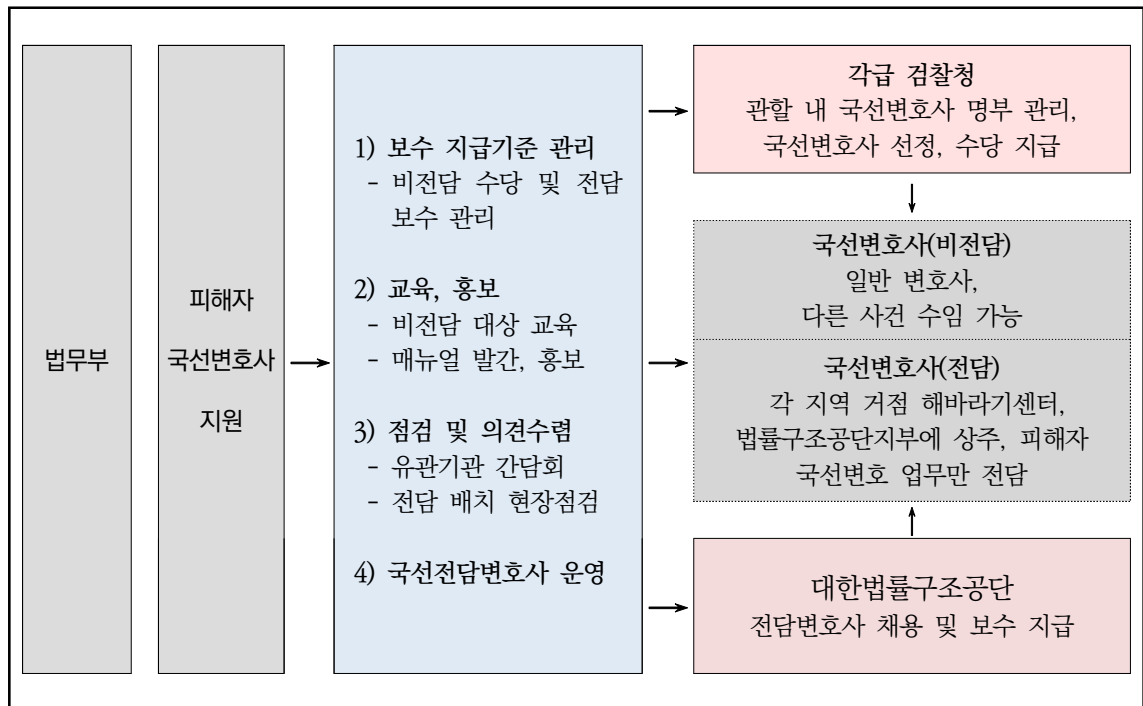 법무부
피해자
국선변호사
지원
1) 보수 지급기준 관리
- 비전담 수당 및 전담
보수 관리
2) 교육, 홍보
- 비전담 대상 교육
- 매뉴얼 발간, 홍보
3) 점검 및 의견수렴
- 유관기관 간담회
- 전담 배치 현장점검
4) 국선전담변호사 운영
각급 검찰청
관할 내 국선변호사 명부 관리,
국선변호사 선정, 수당 지급
국선변호사(비전담)
일반 변호사,
다른 사건 수임 가능
국선변호사(전담)
각 지역 거점 해바라기센터,
법률구조공단지부에 상주, 피해자
국선변호 업무만 전담
대한법률구조공단
전담변호사 채용 및 보수 지급